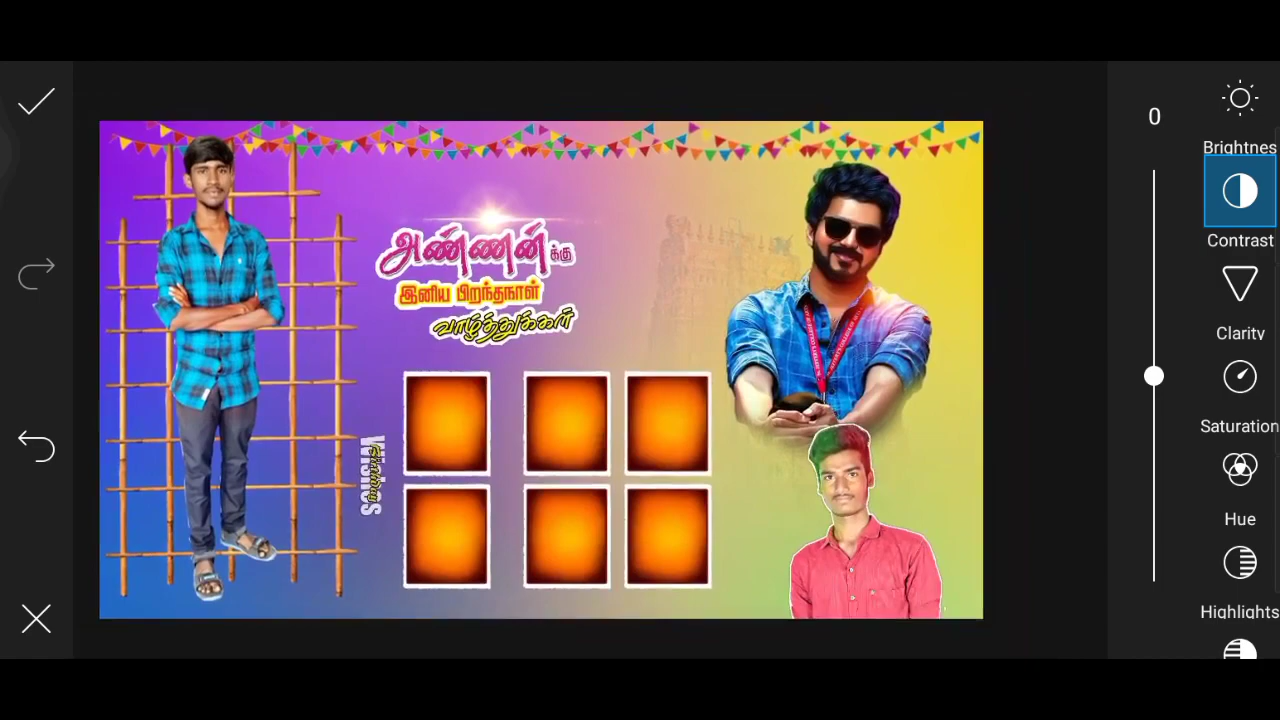 0
Brightnes
Contrast
Clarity
Saturation
Hue
Highlights
அண்ணன்க்கு
இனிய பிறந்தநாள்
வாழ்த்துக்கள்
Wishes